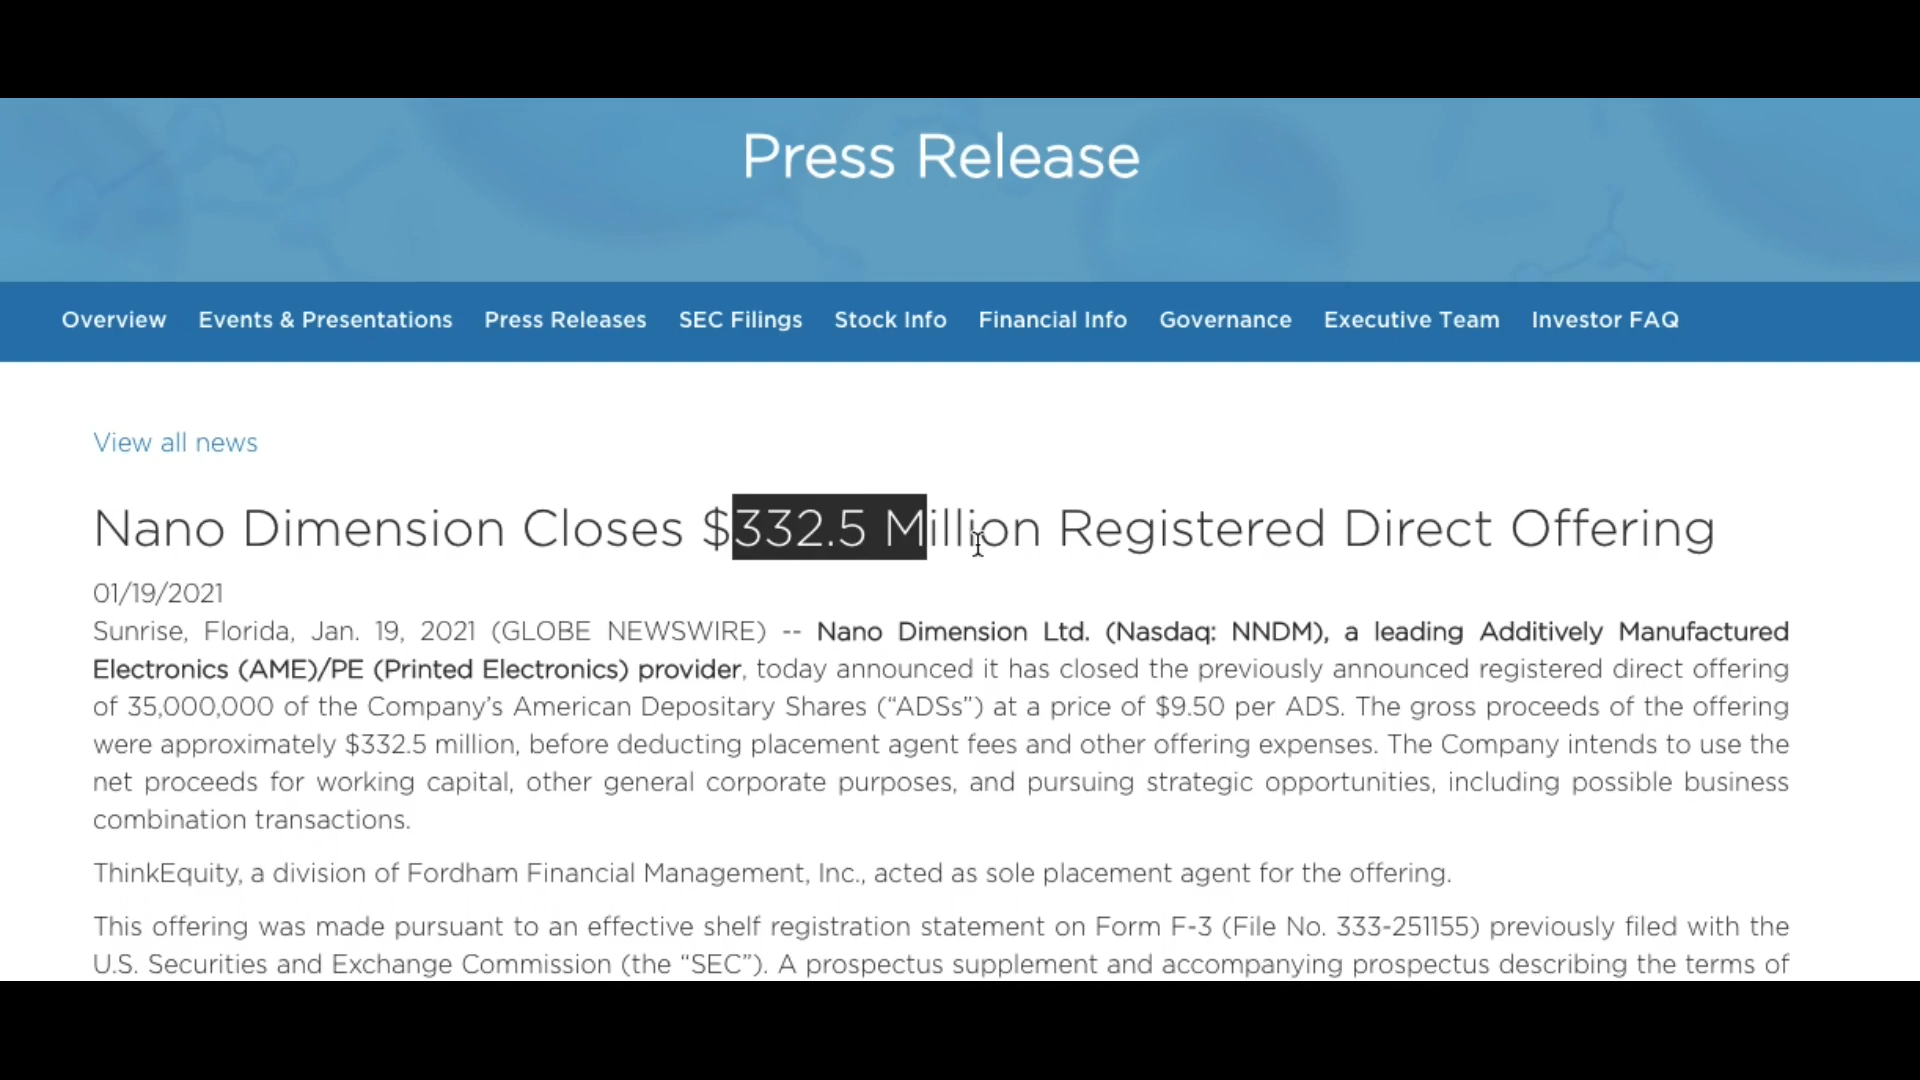 Press Release
Overview Events & Presentations Press Releases SEC Filings Stock Info Financial Info Governance Executive Team Investor FAQ
View all news
Nano Dimension Closes $332.5 Million Registered Direct Offering
01/19/2021
Sunrise, Florida, Jan. 19, 2021 (GLOBE NEWSWIRE) -- Nano Dimension Ltd. (Nasdaq: NNDM), a leading Additively Manufactured
Electronics (AME)/PE (Printed Electronics) provider, today announced it has closed the previously announced registered direct offering
of 35,000,000 of the Company’s American Depositary Shares (“ADSs”) at a price of $9.50 per ADS. The gross proceeds of the offering
were approximately $332.5 million, before deducting placement agent fees and other offering expenses. The Company intends to use the
net proceeds for working capital, other general corporate purposes, and pursuing strategic opportunities, including possible business
combination transactions.
ThinkEquity, a division of Fordham Financial Management, Inc., acted as sole placement agent for the offering.
This offering was made pursuant to an effective shelf registration statement on Form F-3 (File No. 333-251155) previously filed with the
U.S. Securities and Exchange Commission (the “SEC”). A prospectus supplement and accompanying prospectus describing the terms of